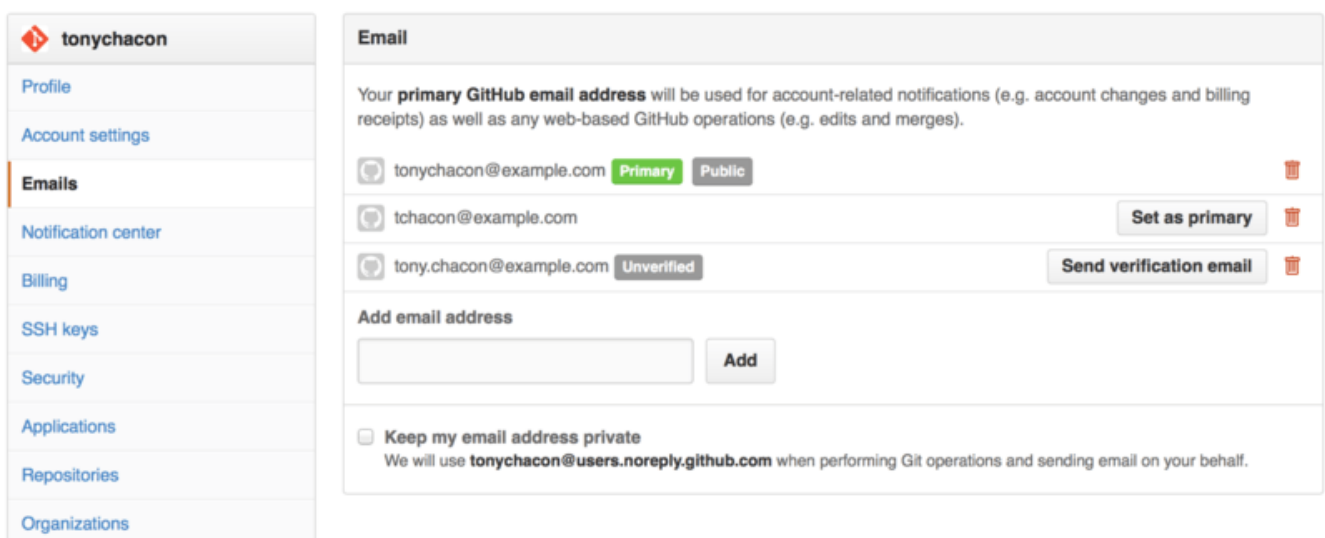 tonychacon
Profile
Account settings
Emails
Notification center
Billing
SSH keys
Security
Applications
Repositories
Organizations
Email
Your primary GitHub email address will be used for account-related notifications (e.g. account changes and billing
receipts) as well as any web-based GitHub operations (e.g. edits and merges).
tonychacon@example.com Primary Public
tchacon@example.com Set as primary
tony.chacon@example.com Unverified Send verification email
Add email address
Add
Keep my email address private
We will use tonychacon@users.noreply.github.com when performing Git operations and sending email on your behalf.